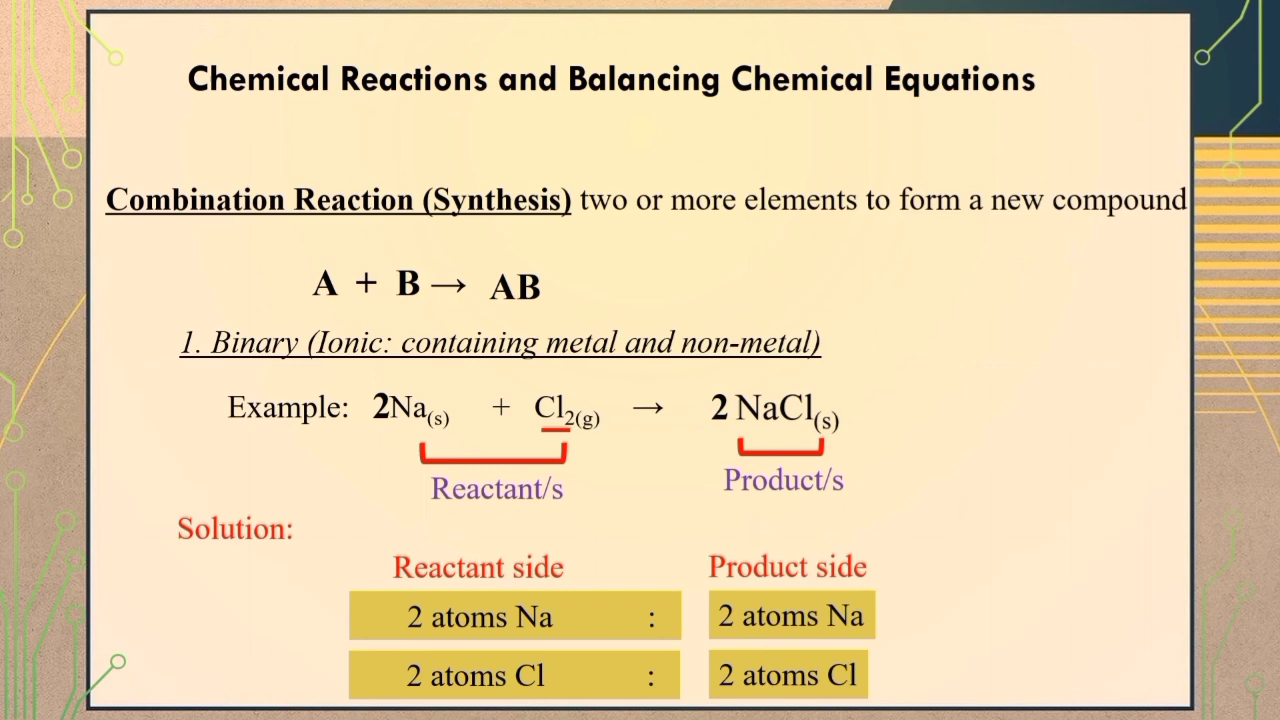 Chemical Reactions and Balancing Chemical Equations
Combination Reaction (Synthesis) two or more elements to form a new compound
A + B → AB
1. Binary (Ionic: containing metal and non-metal)
Example: 2Na(s) + Cl2(g) → 2 NaCl(s)
Reactant/s Product/s
Solution:
Reactant side Product side
2 atoms Na : 2 atoms Na
2 atoms Cl : 2 atoms Cl